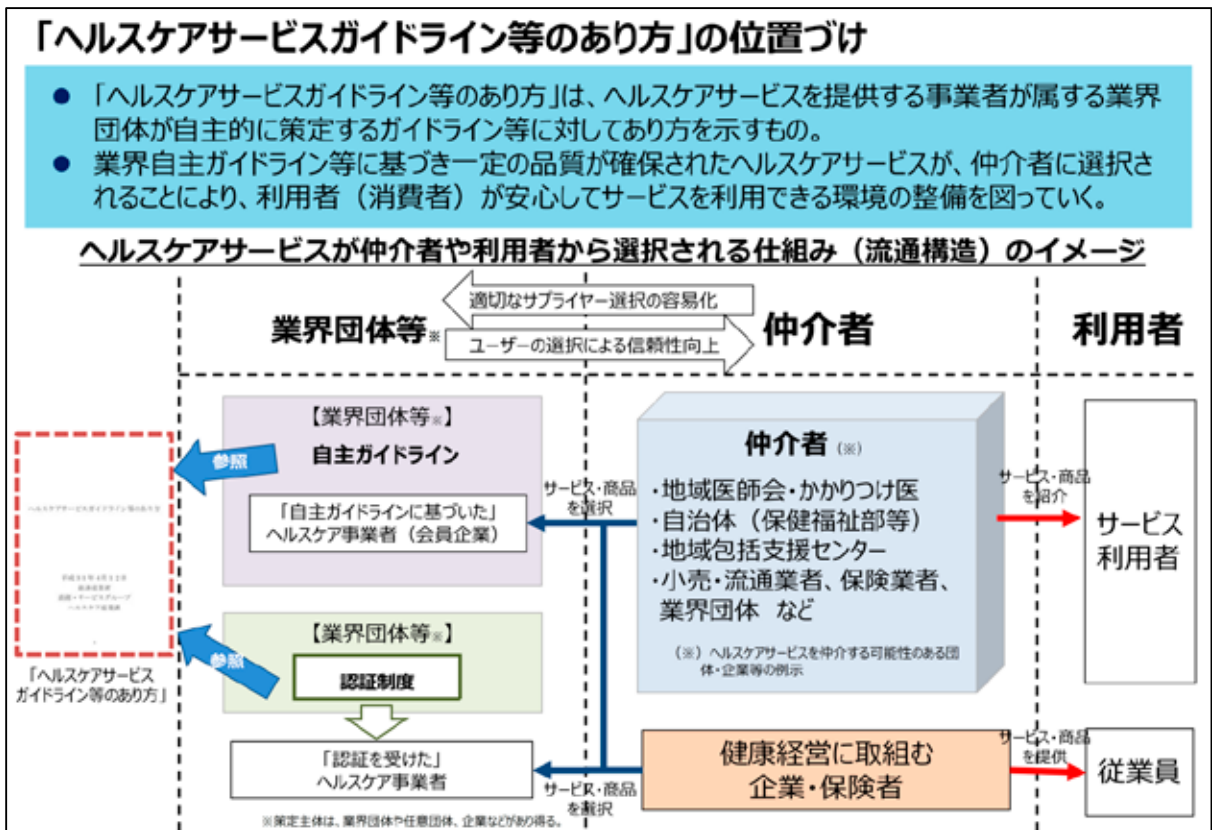 「ヘルスケアサービスガイドライン等のあり方」の位置づけ
● 「ヘルスケアサービスガイドライン等のあり方」は、ヘルスケアサービスを提供する事業者が属する業界
団体が自主的に策定するガイドライン等に対してあり方を示すもの。
● 業界自主ガイドライン等に基づき一定の品質が確保されたヘルスケアサービスが、仲介者に選択さ
れることにより、利用者（消費者）が安心してサービスを利用できる環境の整備を図っていく。
ヘルスケアサービスが仲介者や利用者から選択される仕組み（流通構造）のイメージ
適切なサプライヤー選択の容易化
業界団体等※
ユーザーの選択による信頼性向上
仲介者
利用者
【業界団体等※】
自主ガイドライン
参照
「自主ガイドラインに基づいた」
ヘルスケア事業者（会員企業）
サービス・商品
を選択
仲介者（※）
・地域医師会・かかりつけ医
・自治体（保健福祉部等）
・地域包括支援センター
・小売・流通業者、保険業者、
業界団体 など
（※）ヘルスケアサービスを仲介する可能性のある団
体・企業等の例示
サービス・商品
を紹介
サービス
利用者
ヘルスケアサービスガイドライン等のあり方
「ヘルスケアサービス
ガイドライン等のあり方」
【業界団体等※】
参照
認証制度
「認証を受けた」
ヘルスケア事業者
サービス・商品
を選択
健康経営に取組む
企業・保険者
サービス・商品
を提供
従業員
※策定主体は、業界団体や任意団体、企業などがあり得る。